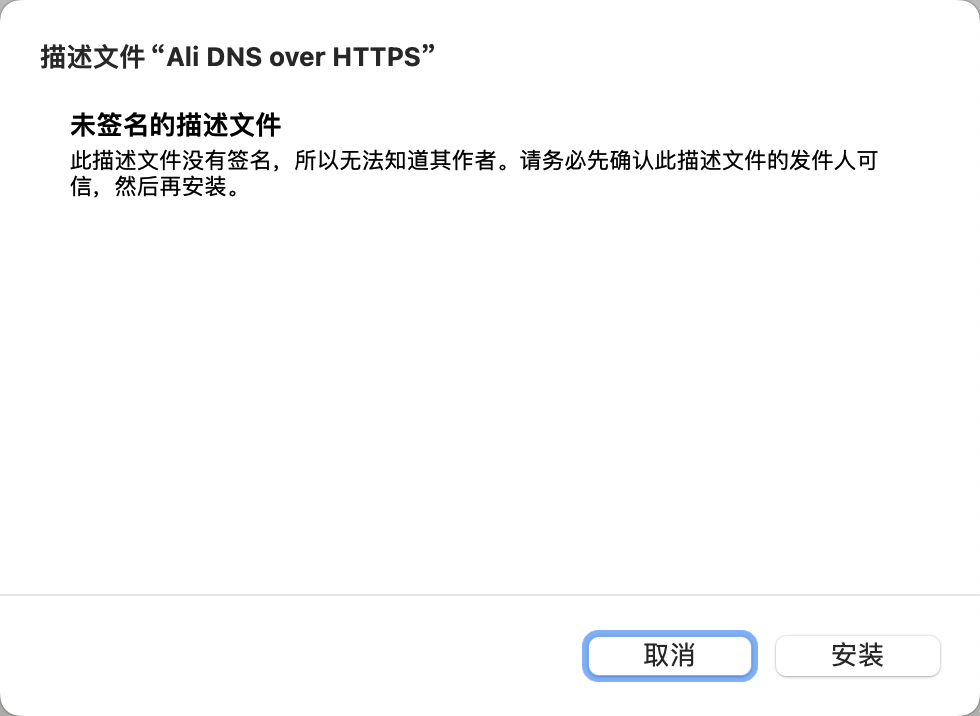 描述文件“Ali DNS over HTTPS”
未签名的描述文件
此描述文件没有签名，所以无法知道其作者。请务必先确认此描述文件的发件人可
信，然后再安装。
取消
安装